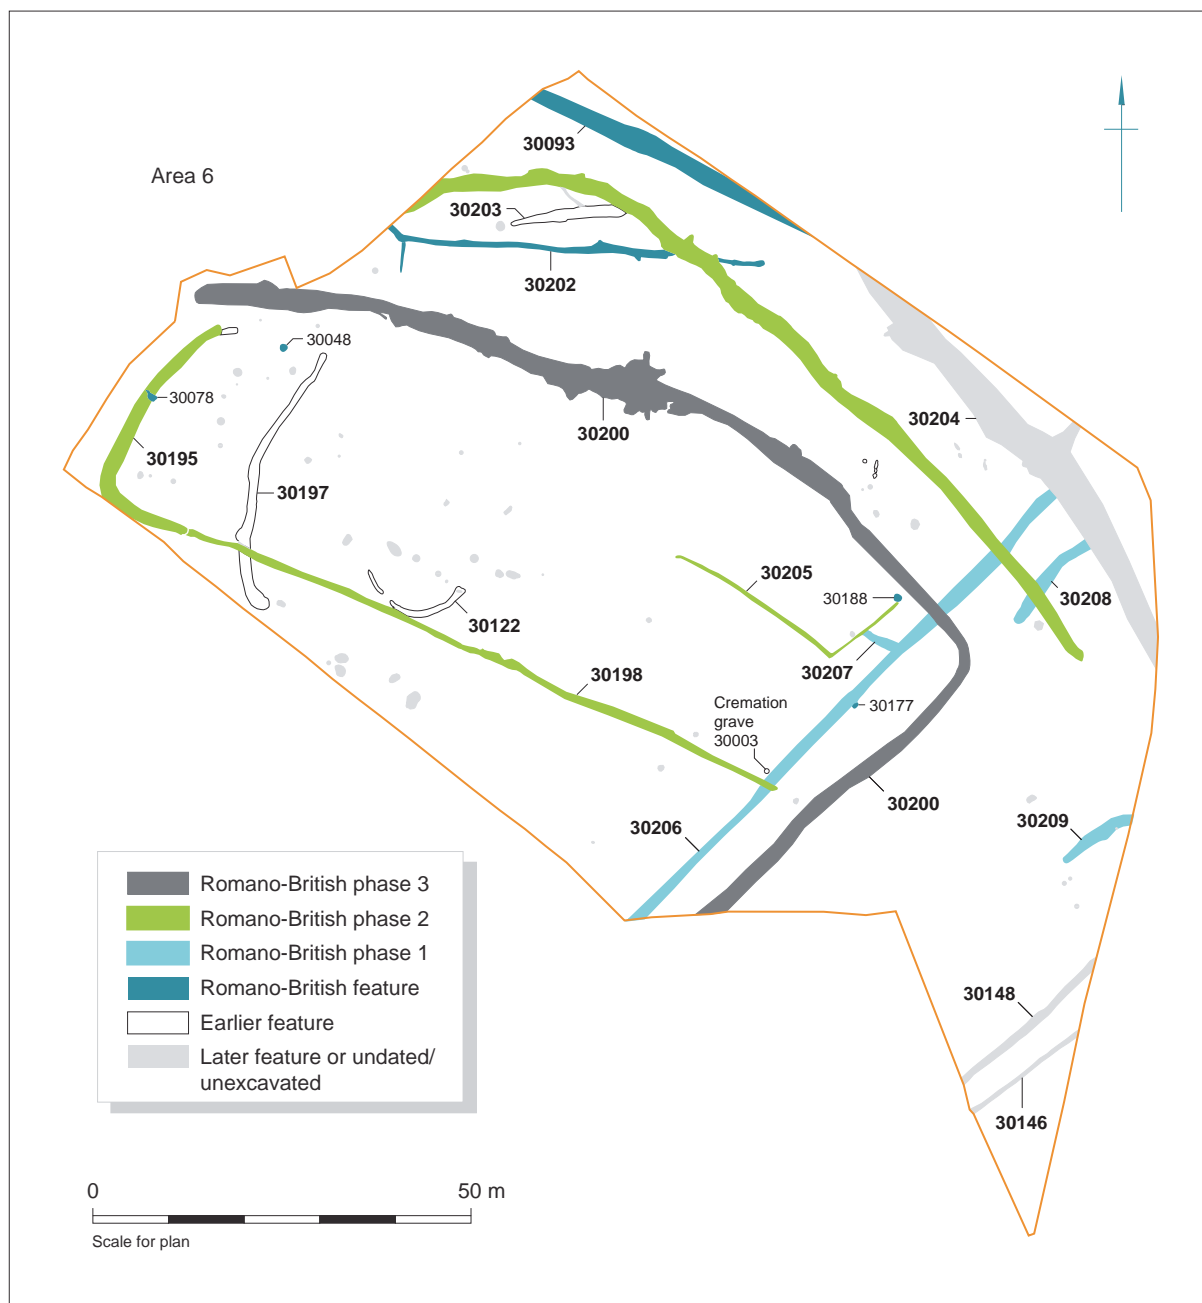 Area 6
30093
30203
30202
30048
30078
30195
30197
30200
30204
30205
30188
30208
30122
30207
30198
30177
Cremation
grave
30003
30200
30206
30209
30148
30146
Romano-British phase 3
Romano-British phase 2
Romano-British phase 1
Romano-British feature
Earlier feature
Later feature or undated/
unexcavated
0 50 m
Scale for plan